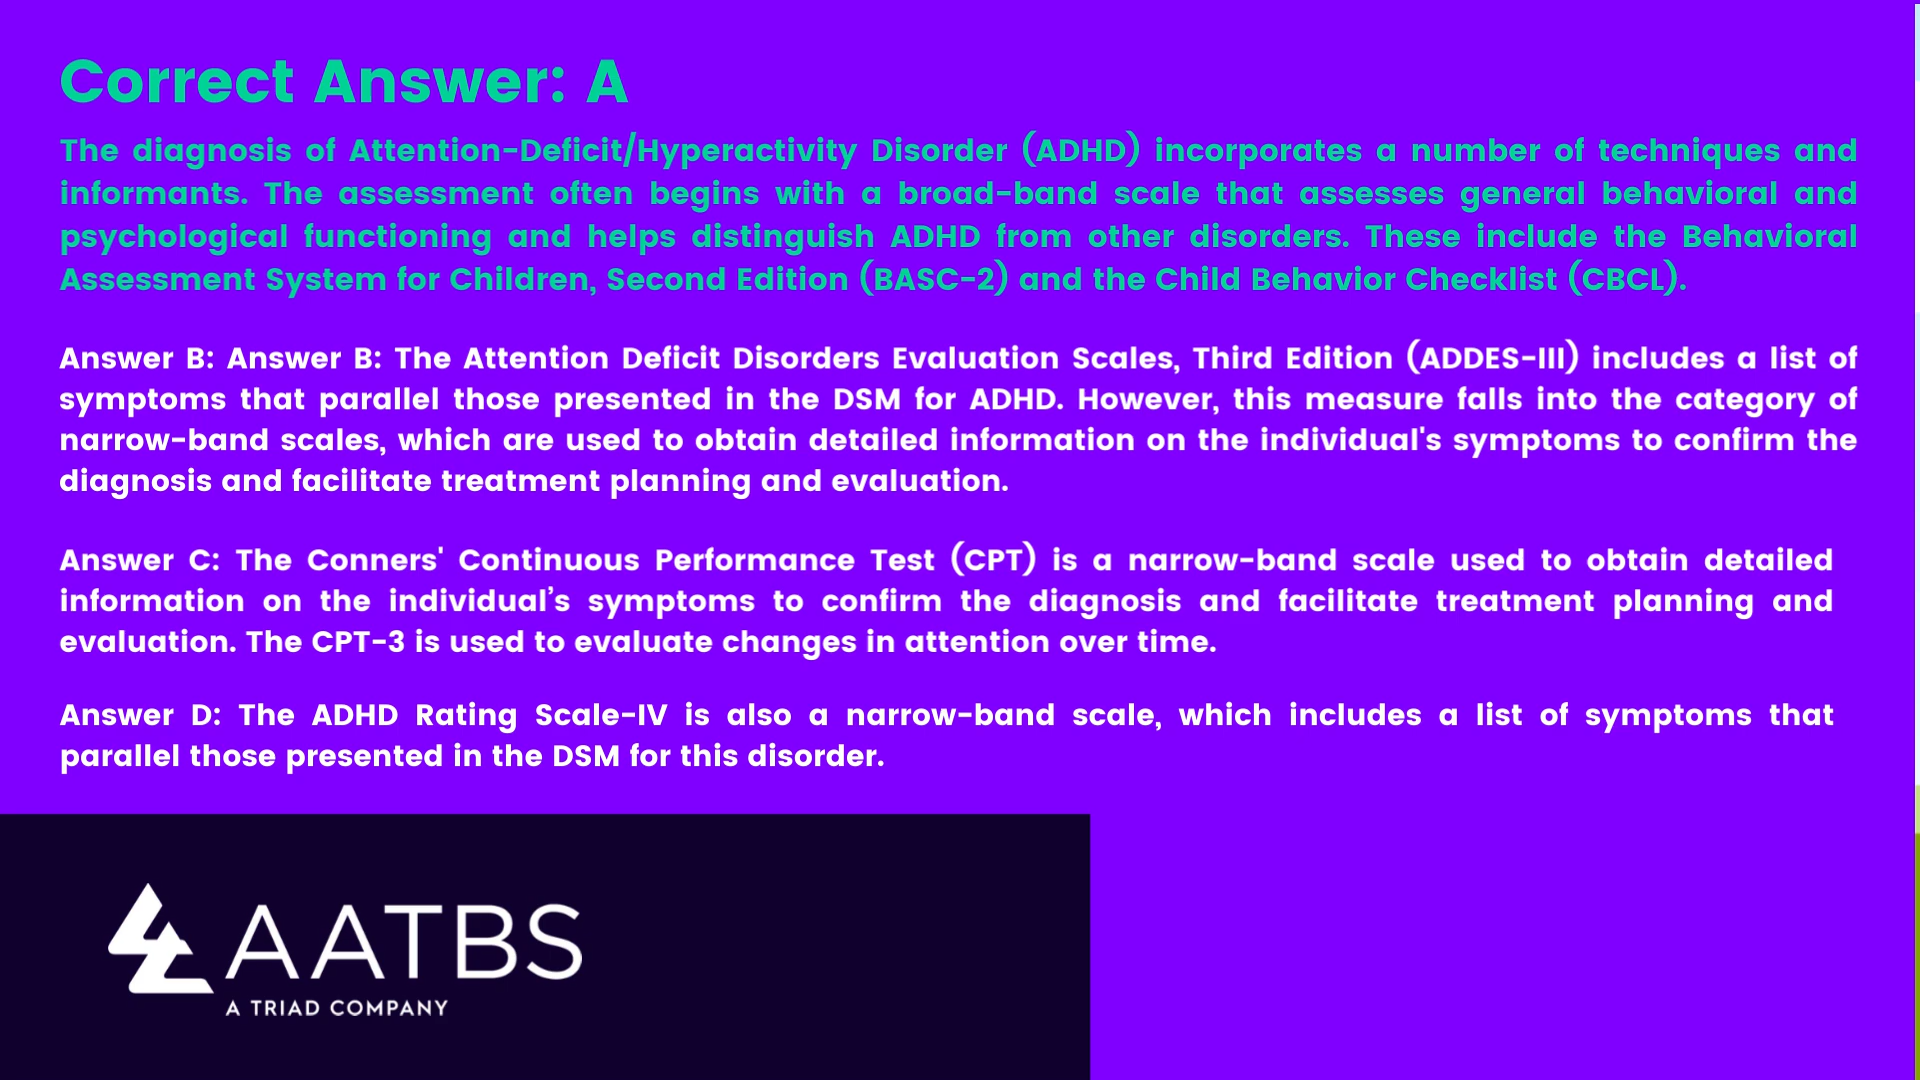 Correct Answer: A
The diagnosis of Attention-Deficit/Hyperactivity Disorder (ADHD) incorporates a number of techniques and
informants. The assessment often begins with a broad-band scale that assesses general behavioral and
psychological functioning and helps distinguish ADHD from other disorders. These include the Behavioral
Assessment System for Children, Second Edition (BASC-2) and the Child Behavior Checklist (CBCL).
Answer B: Answer B: The Attention Deficit Disorders Evaluation Scales, Third Edition (ADDES-III) includes a list of
symptoms that parallel those presented in the DSM for ADHD. However, this measure falls into the category of
narrow-band scales, which are used to obtain detailed information on the individual's symptoms to confirm the
diagnosis and facilitate treatment planning and evaluation.
Answer C: The Conners' Continuous Performance Test (CPT) is a narrow-band scale used to obtain detailed
information on the individual’s symptoms to confirm the diagnosis and facilitate treatment planning and
evaluation. The CPT-3 is used to evaluate changes in attention over time.
Answer D: The ADHD Rating Scale-IV is also a narrow-band scale, which includes a list of symptoms that
parallel those presented in the DSM for this disorder.
AATBS
A TRIAD COMPANY